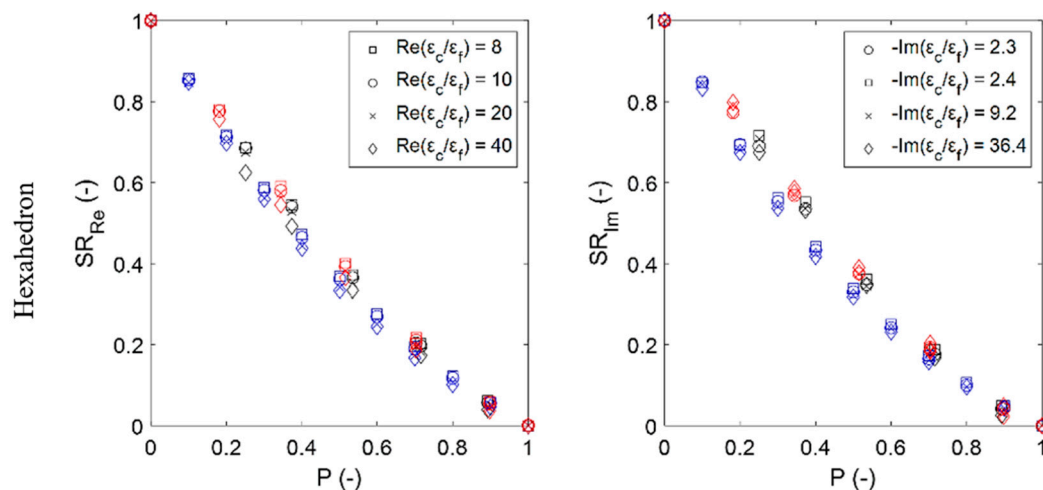 Hexahedron
SR_Re (-)
1
0.8
0.6
0.4
0.2
0
0
0.2
0.4
0.6
0.8
1
P (-)
Re(ε_c/ε_f) = 8
Re(ε_c/ε_f) = 10
Re(ε_c/ε_f) = 20
Re(ε_c/ε_f) = 40
SR_Im (-)
1
0.8
0.6
0.4
0.2
0
0
0.2
0.4
0.6
0.8
1
P (-)
-Im(ε_c/ε_f) = 2.3
-Im(ε_c/ε_f) = 2.4
-Im(ε_c/ε_f) = 9.2
-Im(ε_c/ε_f) = 36.4